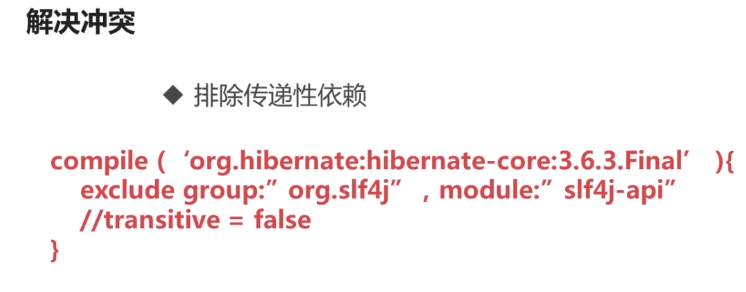 解决冲突
◆ 排除传递性依赖
compile (‘org.hibernate:hibernate-core:3.6.3.Final’ ){
exclude group:”org.slf4j” , module:”slf4j-api”
//transitive = false
}